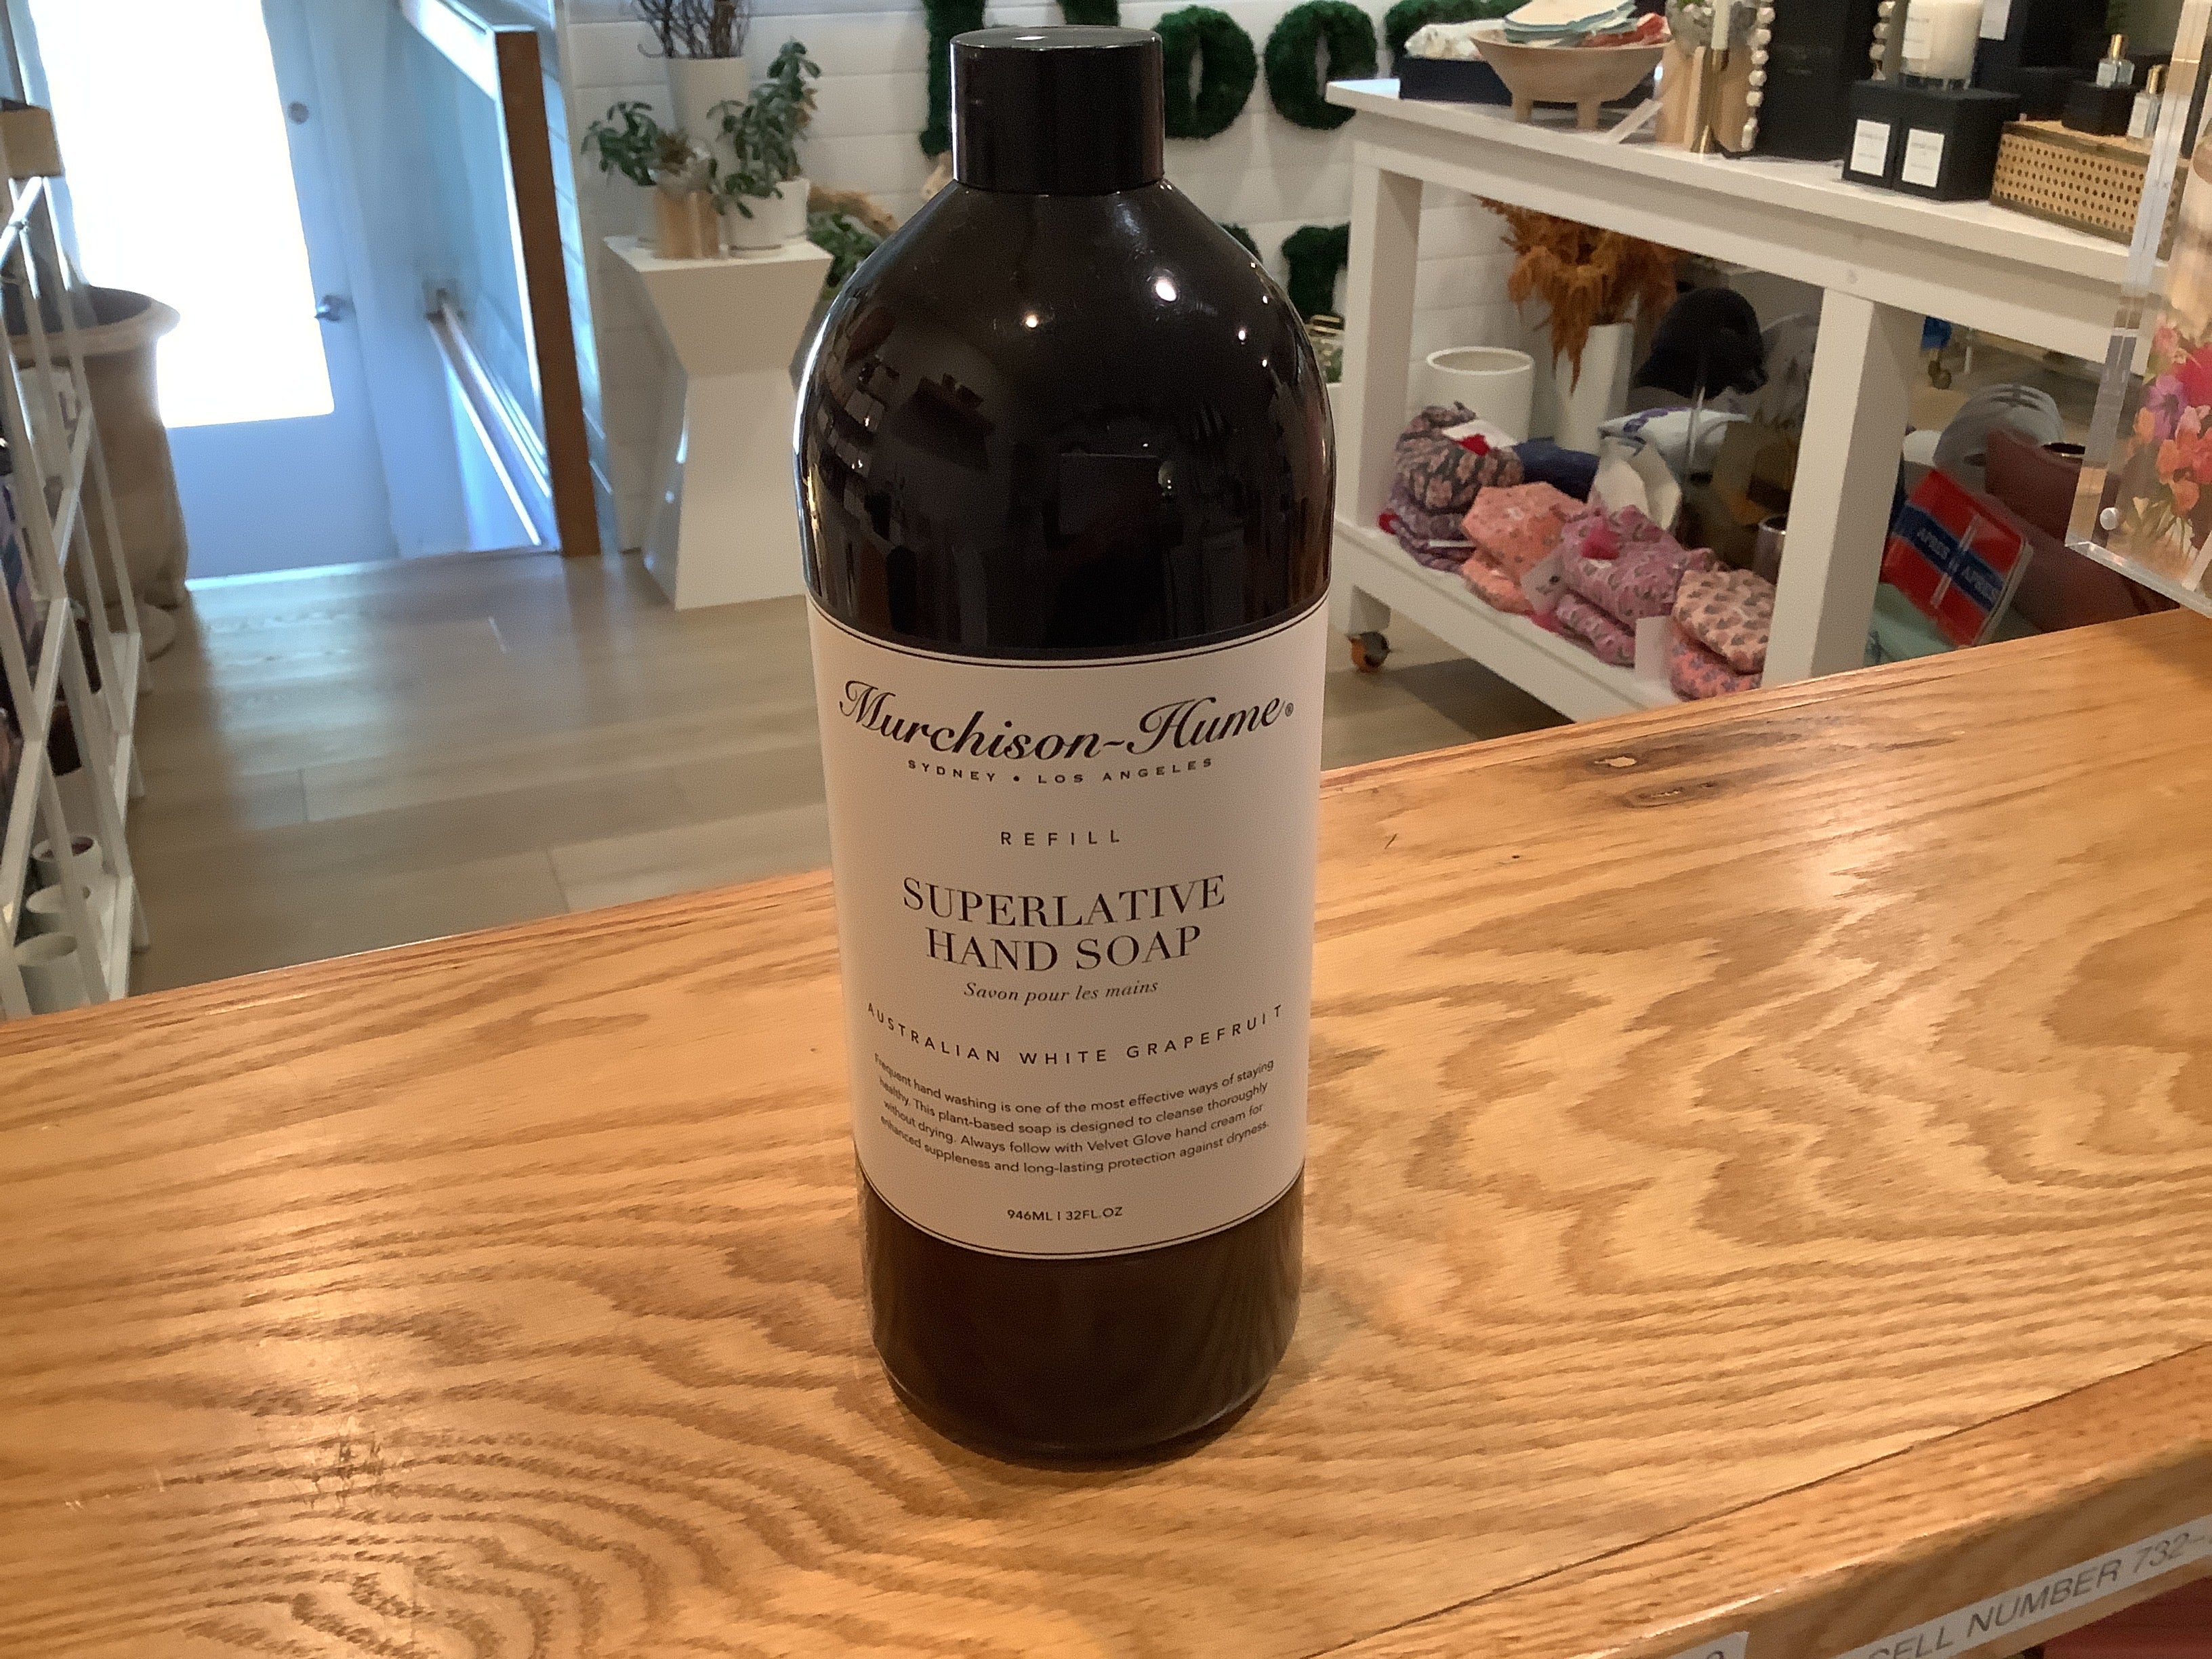 Murchison~Hume®
SYDNEY • LOS ANGELES
REFILL
SUPERLATIVE
HAND SOAP
Savon pour les mains
AUSTRALIAN WHITE GRAPEFRUIT
Frequent hand washing is one of the most effective ways of staying
healthy. This plant-based soap is designed to cleanse thoroughly
without drying. Always follow with Velvet Glove hand cream for
enhanced suppleness and long-lasting protection against dryness.
946ML | 32FL.OZ
APRES
APRES
CELL NUMBER 732-